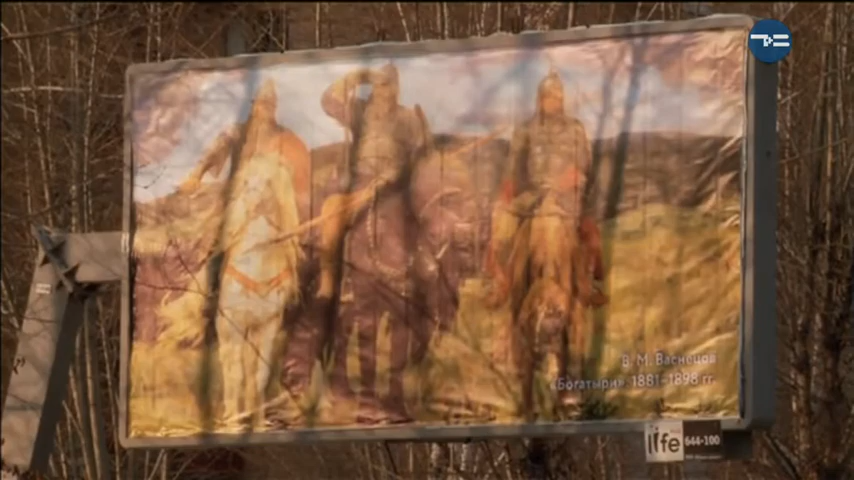 В. М. Васнецов
«Богатыри». 1881–1898 гг.
life 644-100